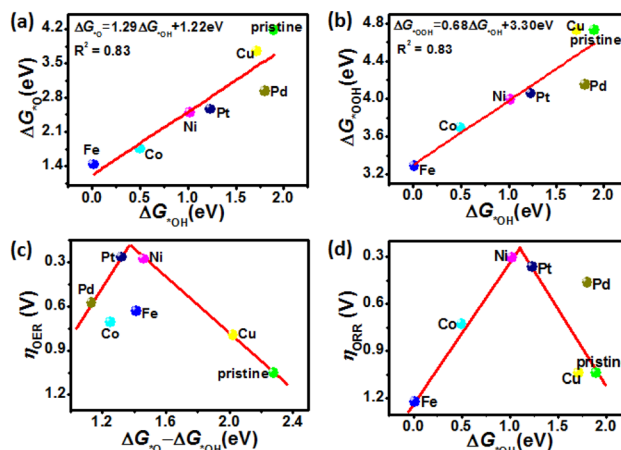 (a)
ΔG*O=1.29ΔG*OH+1.22eV
R² = 0.83
pristine
Cu
Pd
Pt
Ni
Co
Fe
4.2
3.5
2.8
2.1
1.4
ΔG*O(eV)
0.0 0.5 1.0 1.5 2.0
ΔG*OH(eV)
(b)
ΔG*OOH=0.68ΔG*OH+3.30eV
R² = 0.83
Cu
pristine
Pd
Ni
Pt
Co
Fe
4.8
4.4
4.0
3.6
3.2
ΔG*OOH(eV)
0.0 0.5 1.0 1.5 2.0
ΔG*OH(eV)
(c)
Pt
Ni
Pd
Fe
Co
Cu
pristine
0.3
0.6
0.9
1.2
ηOER (V)
1.2 1.6 2.0 2.4
ΔG*O−ΔG*OH(eV)
(d)
Ni
Pt
Pd
Co
pristine
Cu
Fe
0.3
0.6
0.9
1.2
ηORR (V)
0.0 0.5 1.0 1.5 2.0
ΔG*OH(eV)